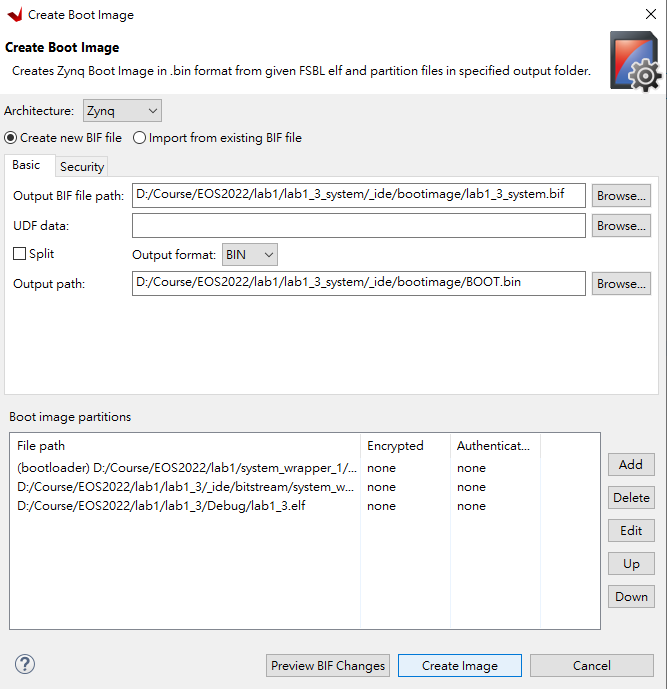 Create Boot Image
Create Boot Image
Creates Zynq Boot Image in .bin format from given FSBL elf and partition files in specified output folder.
Architecture: Zynq
Create new BIF file Import from existing BIF file
Basic Security
Output BIF file path: D:/Course/EOS2022/lab1/lab1_3_system/_ide/bootimage/lab1_3_system.bif Browse...
UDF data: Browse...
Split Output format: BIN
Output path: D:/Course/EOS2022/lab1/lab1_3_system/_ide/bootimage/BOOT.bin Browse...
Boot image partitions
File path Encrypted Authenticat...
(bootloader) D:/Course/EOS2022/lab1/system_wrapper_1/... none none
D:/Course/EOS2022/lab1/lab1_3/_ide/bitstream/system_w... none none
D:/Course/EOS2022/lab1/lab1_3/Debug/lab1_3.elf none none
Add
Delete
Edit
Up
Down
? Preview BIF Changes Create Image Cancel